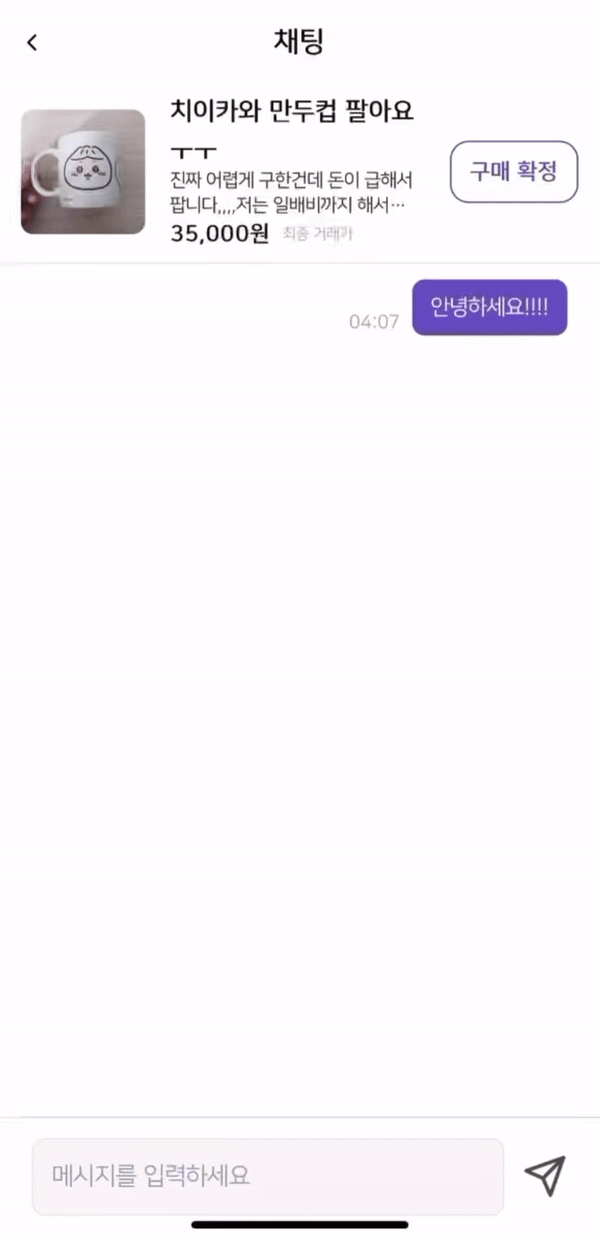 채팅
치이카와 만두컵 팔아요
ㅜㅜ
진짜 어렵게 구한건데 돈이 급해서
팝니다,,,,저는 일배비까지 해서…
35,000원 최종 거래가
구매 확정
04:07 안녕하세요!!!!
메시지를 입력하세요